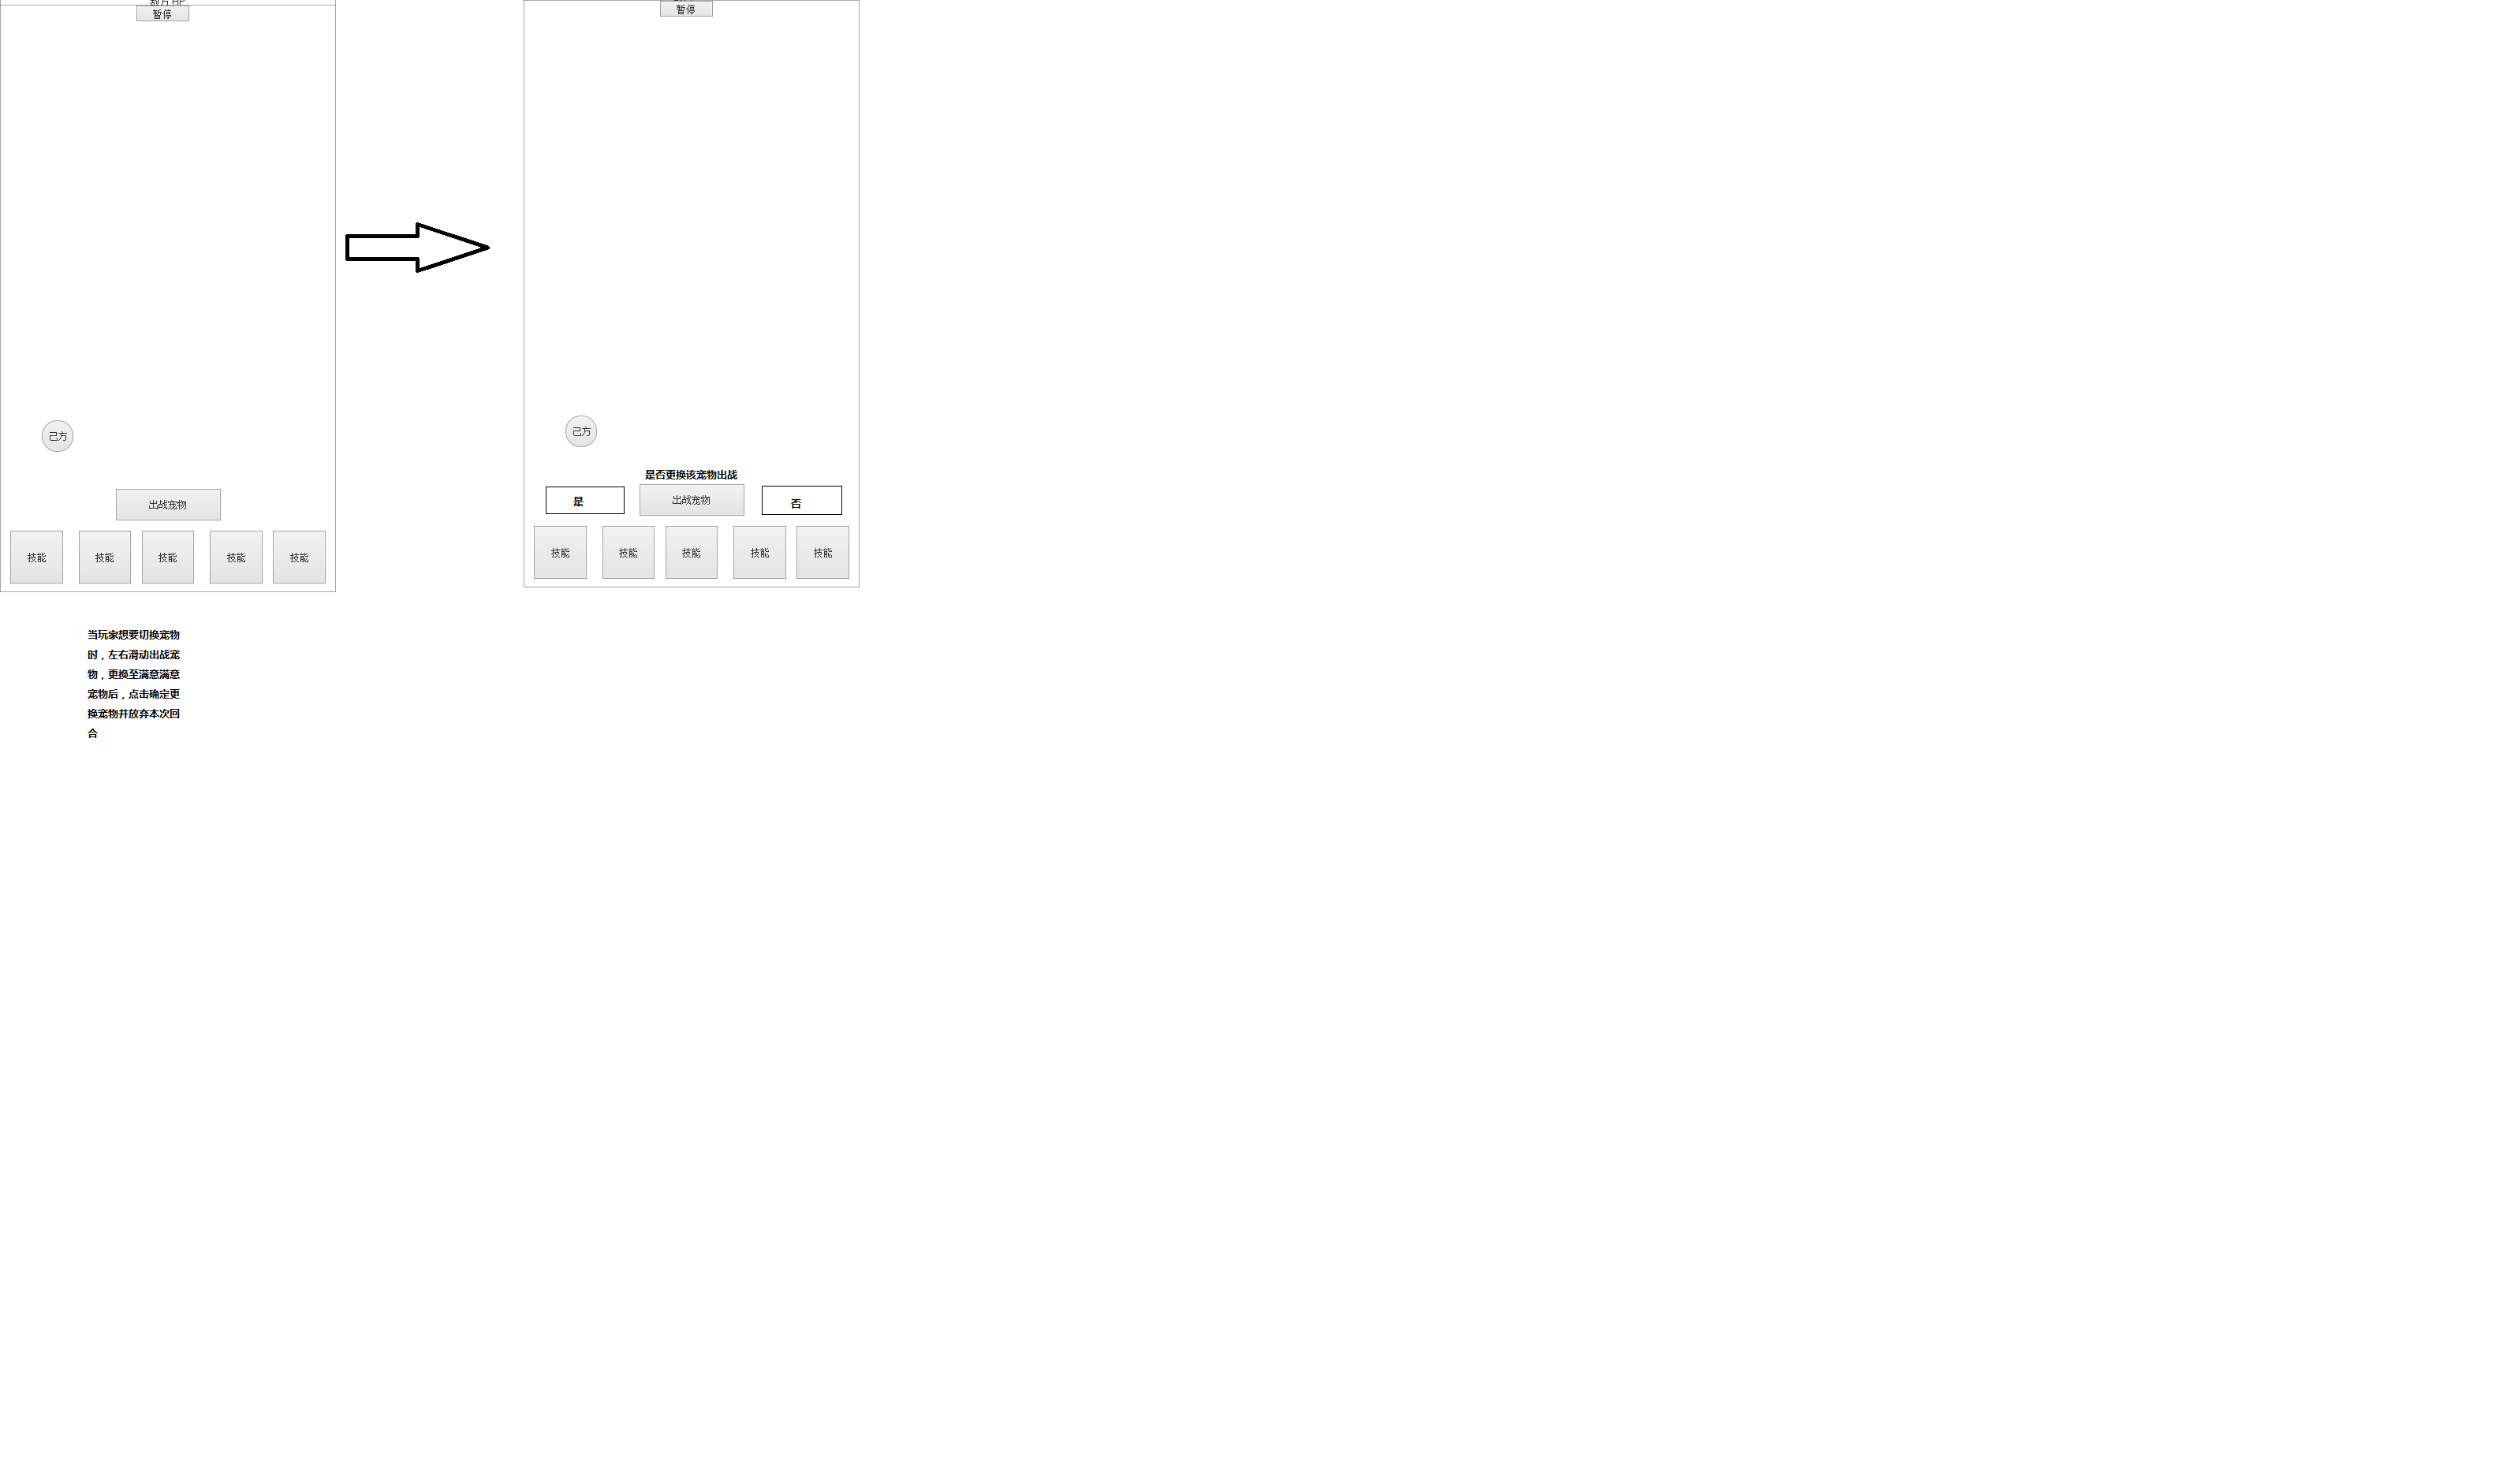 暂停
己方
出战宠物
技能 技能 技能 技能 技能
当玩家想要切换宠物
时，左右滑动出战宠
物，更换至满意满意
宠物后，点击确定更
换宠物并放弃本次回
合
暂停
己方
是否更换该宠物出战
是 出战宠物 否
技能 技能 技能 技能 技能